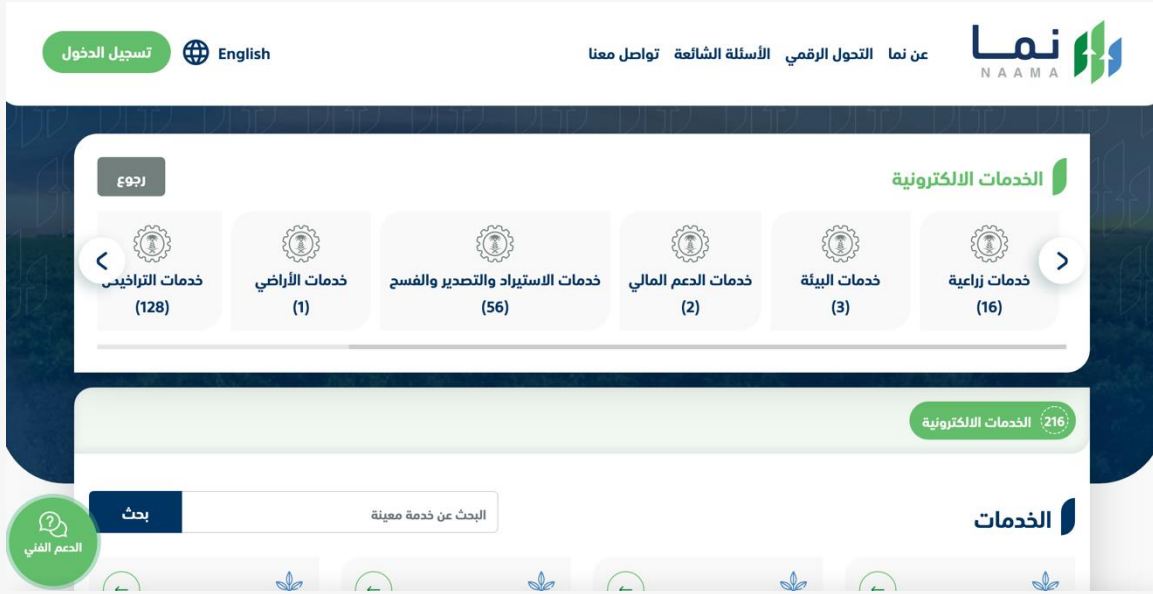 نما
NAAMA
عن نما
التحول الرقمي
الأسئلة الشائعة
تواصل معنا
English
تسجيل الدخول
الخدمات الالكترونية
رجوع
خدمات زراعية
(16)
خدمات البيئة
(3)
خدمات الدعم المالي
(2)
خدمات الاستيراد والتصدير والفسح
(56)
خدمات الأراضي
(1)
خدمات
(128)
216 الخدمات الالكترونية
الخدمات
البحث عن خدمة معينة
بحث
الدعم الفني